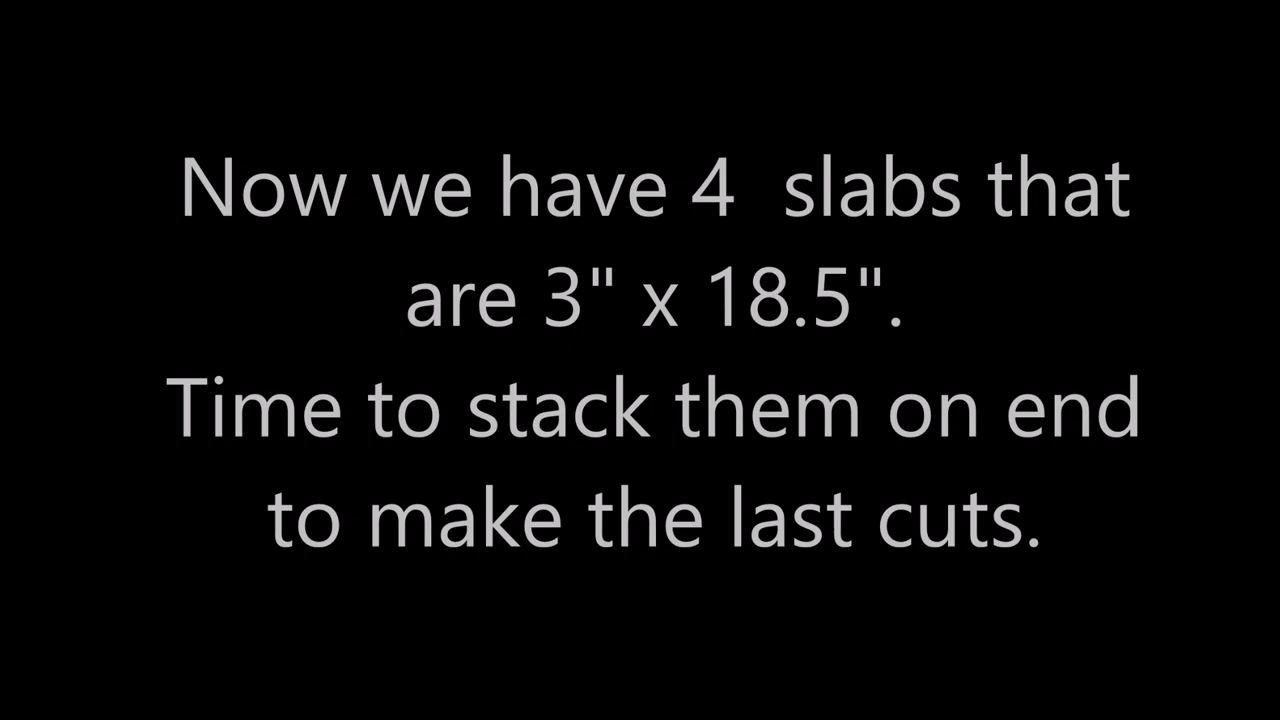 Now we have 4  slabs that
are 3" x 18.5".
Time to stack them on end
to make the last cuts.